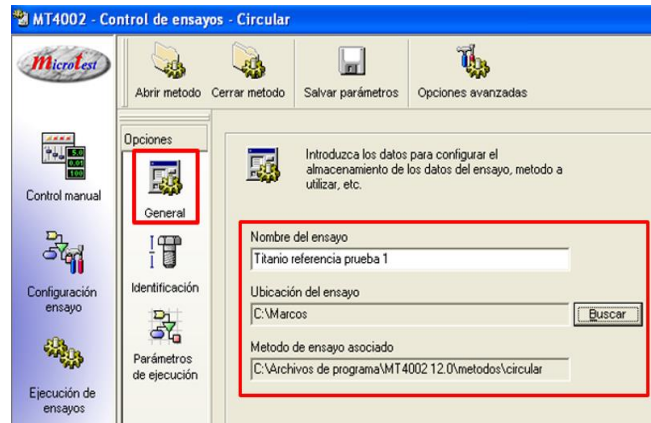 MT4002 - Control de ensayos - Circular
Microtest
Abrir metodo
Cerrar metodo
Salvar parámetros
Opciones avanzadas
Control manual
Configuración
ensayo
Ejecución de
ensayos
Opciones
General
Identificación
Parámetros
de ejecución
Introduzca los datos para configurar el
almacenamiento de los datos del ensayo, metodo a
utilizar, etc.
Nombre del ensayo
Titanio referencia prueba 1
Ubicación del ensayo
C:\Marcos
Buscar
Metodo de ensayo asociado
C:\Archivos de programa\MT4002 12.0\metodos\circular